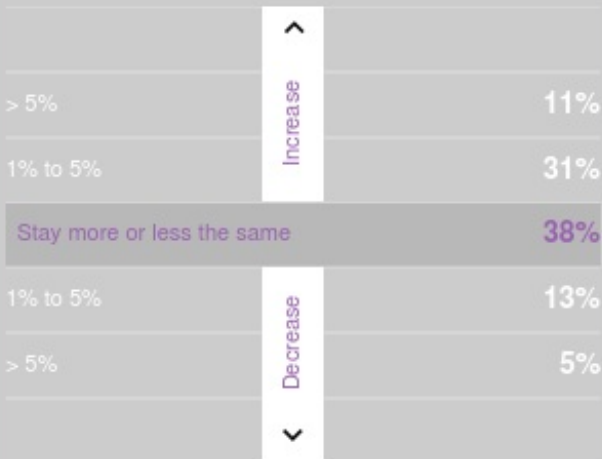 > 5%
11%
Increase
1% to 5%
31%
Stay more or less the same
38%
1% to 5%
13%
Decrease
> 5%
5%